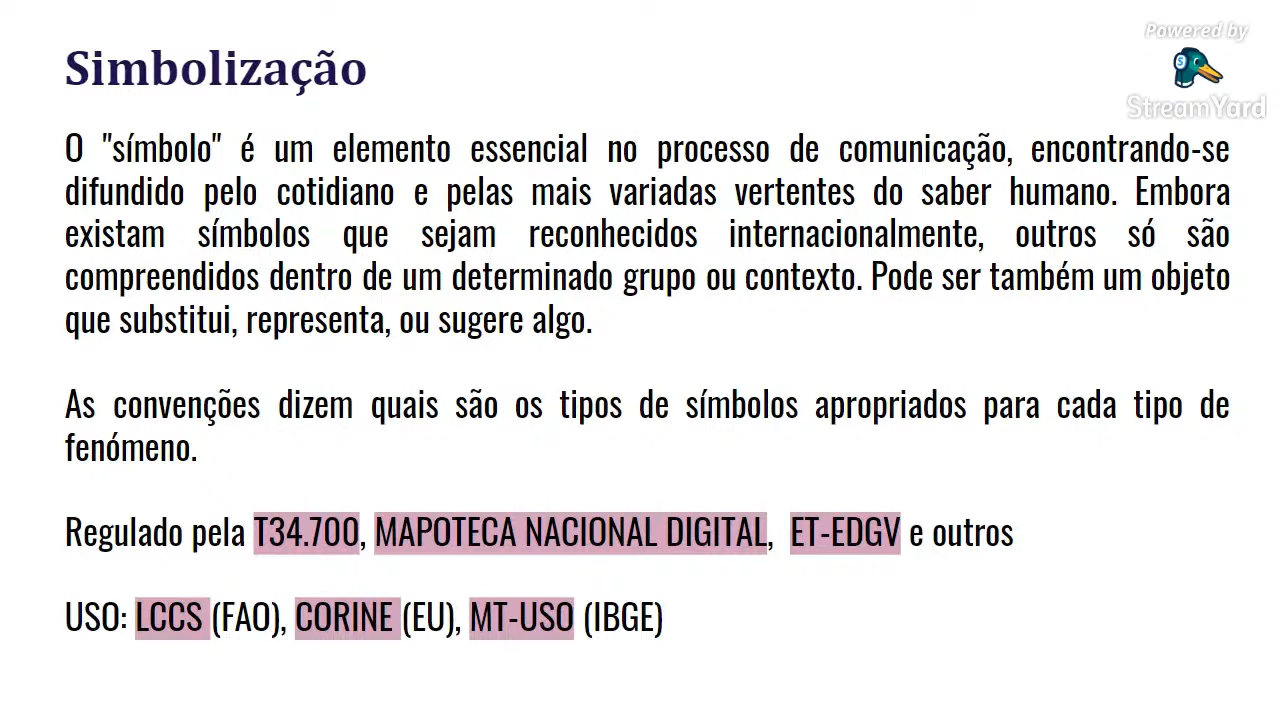 Powered by
StreamYard
Simbolização
O "símbolo" é um elemento essencial no processo de comunicação, encontrando-se
difundido pelo cotidiano e pelas mais variadas vertentes do saber humano. Embora
existam símbolos que sejam reconhecidos internacionalmente, outros só são
compreendidos dentro de um determinado grupo ou contexto. Pode ser também um objeto
que substitui, representa, ou sugere algo.
As convenções dizem quais são os tipos de símbolos apropriados para cada tipo de
fenómeno.
Regulado pela T34.700, MAPOTECA NACIONAL DIGITAL, ET-EDGV e outros
USO: LCCS (FAO), CORINE (EU), MT-USO (IBGE)